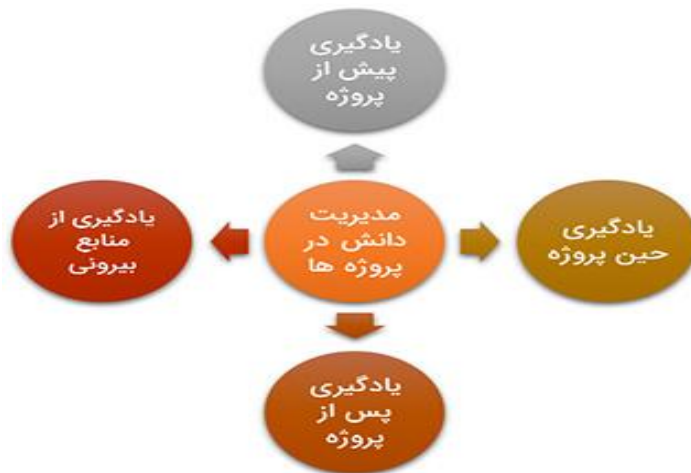 یادگیری
پیش از
پروژه
یادگیری
حین پروژه
مدیریت
دانش در
پروژه ها
یادگیری از
منابع
بیرونی
یادگیری
پس از
پروژه